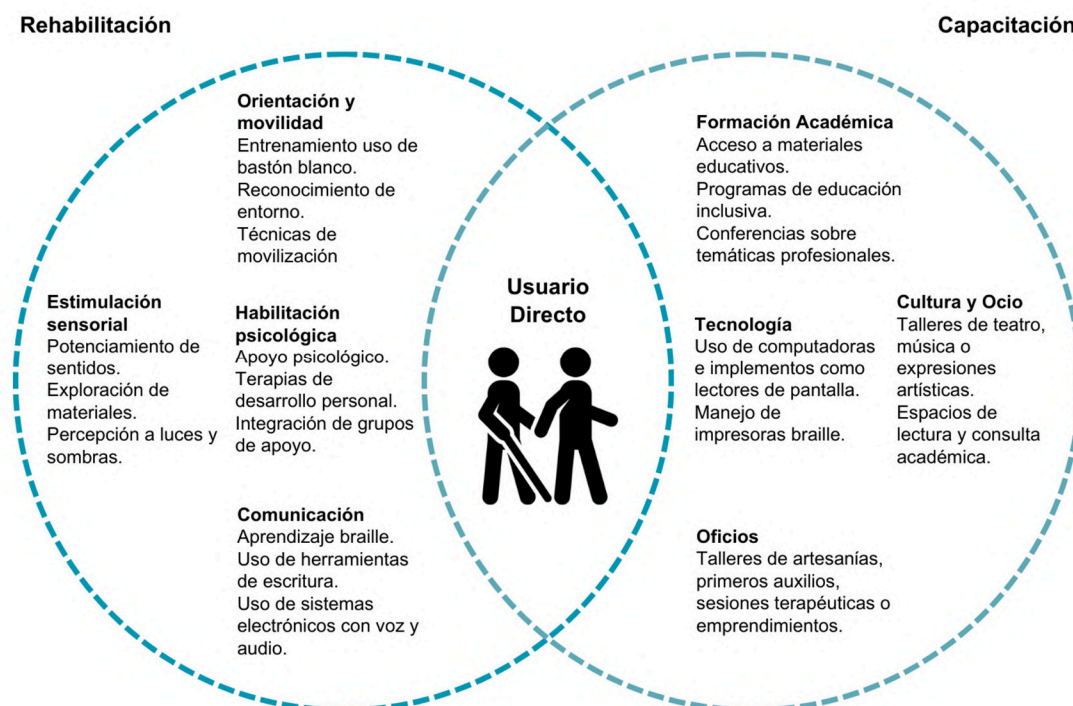 Rehabilitación
Capacitación
Orientación y
movilidad
Entrenamiento uso de
bastón blanco.
Reconocimiento de
entorno.
Técnicas de
movilización
Estimulación
sensorial
Potenciamiento de
sentidos.
Exploración de
materiales.
Percepción a luces y
sombras.
Habilitación
psicológica
Apoyo psicológico.
Terapias de
desarrollo personal.
Integración de grupos
de apoyo.
Comunicación
Aprendizaje braille.
Uso de herramientas
de escritura.
Uso de sistemas
electrónicos con voz y
audio.
Usuario
Directo
Formación Académica
Acceso a materiales
educativos.
Programas de educación
inclusiva.
Conferencias sobre
temáticas profesionales.
Tecnología
Uso de computadoras
e implementos como
lectores de pantalla.
Manejo de
impresoras braille.
Cultura y Ocio
Talleres de teatro,
música o
expresiones
artísticas.
Espacios de
lectura y consulta
académica.
Oficios
Talleres de artesanías,
primeros auxilios,
sesiones terapéuticas o
emprendimientos.